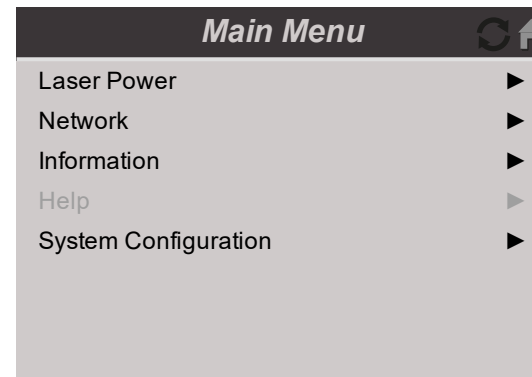 Main Menu
Laser Power
Network
Information
Help
System Configuration